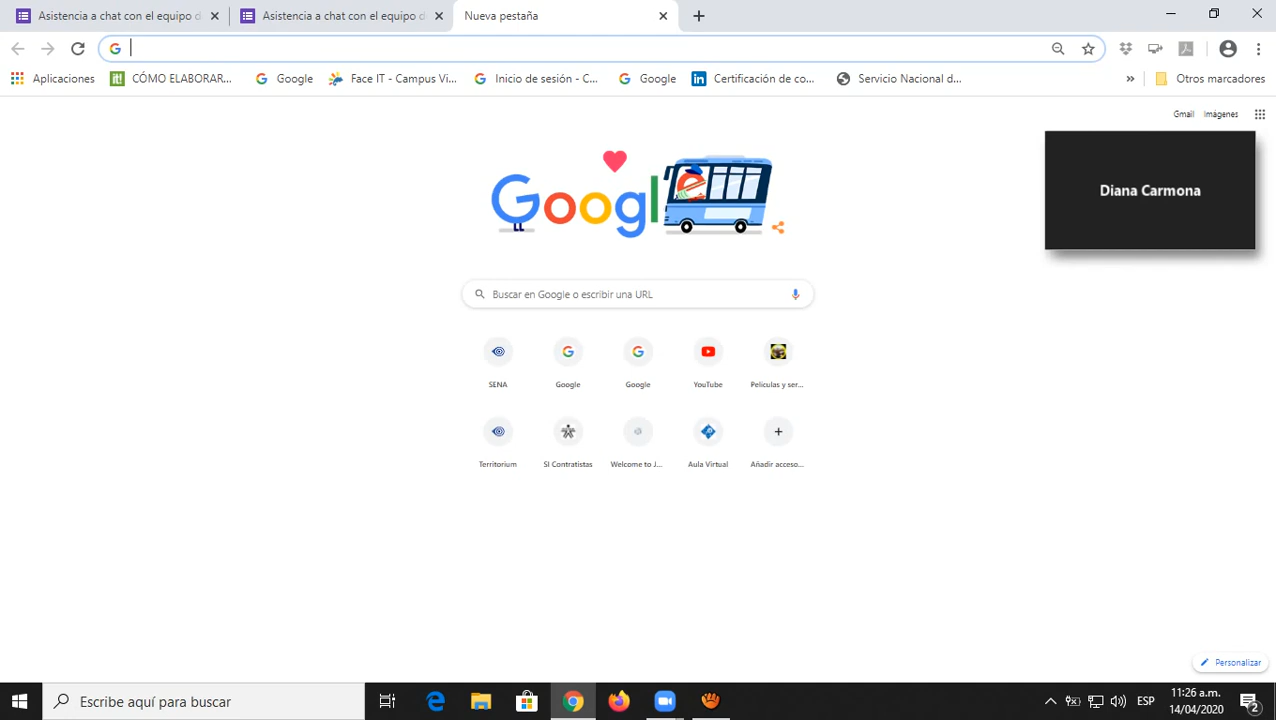 Asistencia a chat con el equipo d
Asistencia a chat con el equipo d
Nueva pestaña
Aplicaciones
CÓMO ELABORAR...
Google
Face IT - Campus Vi...
Inicio de sesión - C...
Google
Certificación de co...
Servicio Nacional d...
»
Otros marcadores
Gmail
Imágenes
Google
Diana Carmona
Buscar en Google o escribir una URL
SENA
Google
Google
YouTube
Películas y ser...
Territorium
SI Contratistas
Welcome to J...
Aula Virtual
Añadir acceso...
Personalizar
Escribe aquí para buscar
ESP
11:26 a.m.
14/04/2020
2